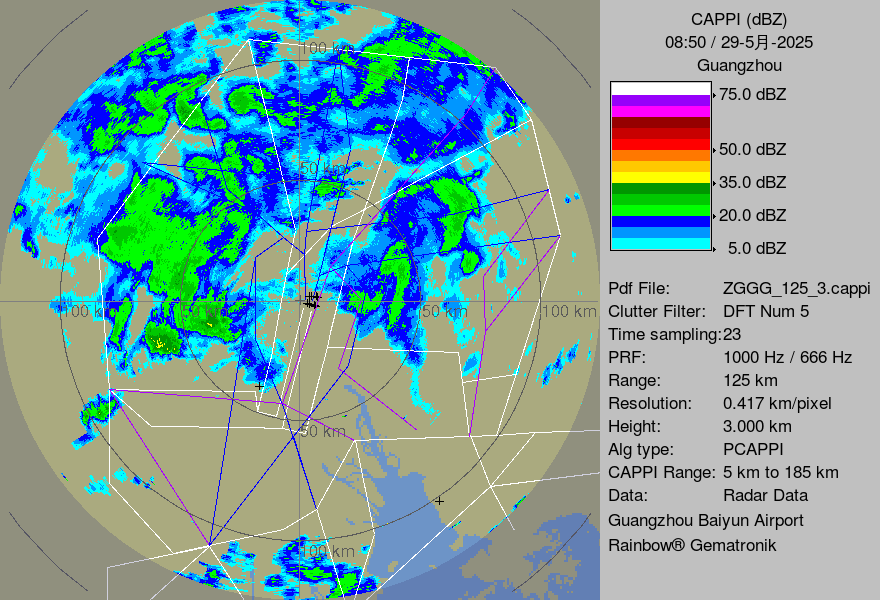 CAPPI (dBZ)
08:50 / 29-5月-2025
Guangzhou
75.0 dBZ
50.0 dBZ
35.0 dBZ
20.0 dBZ
5.0 dBZ
Pdf File: ZGGG_125_3.cappi
Clutter Filter: DFT Num 5
Time sampling:23
PRF: 1000 Hz / 666 Hz
Range: 125 km
Resolution: 0.417 km/pixel
Height: 3.000 km
Alg type: PCAPPI
CAPPI Range: 5 km to 185 km
Data: Radar Data
Guangzhou Baiyun Airport
Rainbow® Gematronik
100 km
50 km
100 km
50 km
50 km
100 km
50 km
100 km